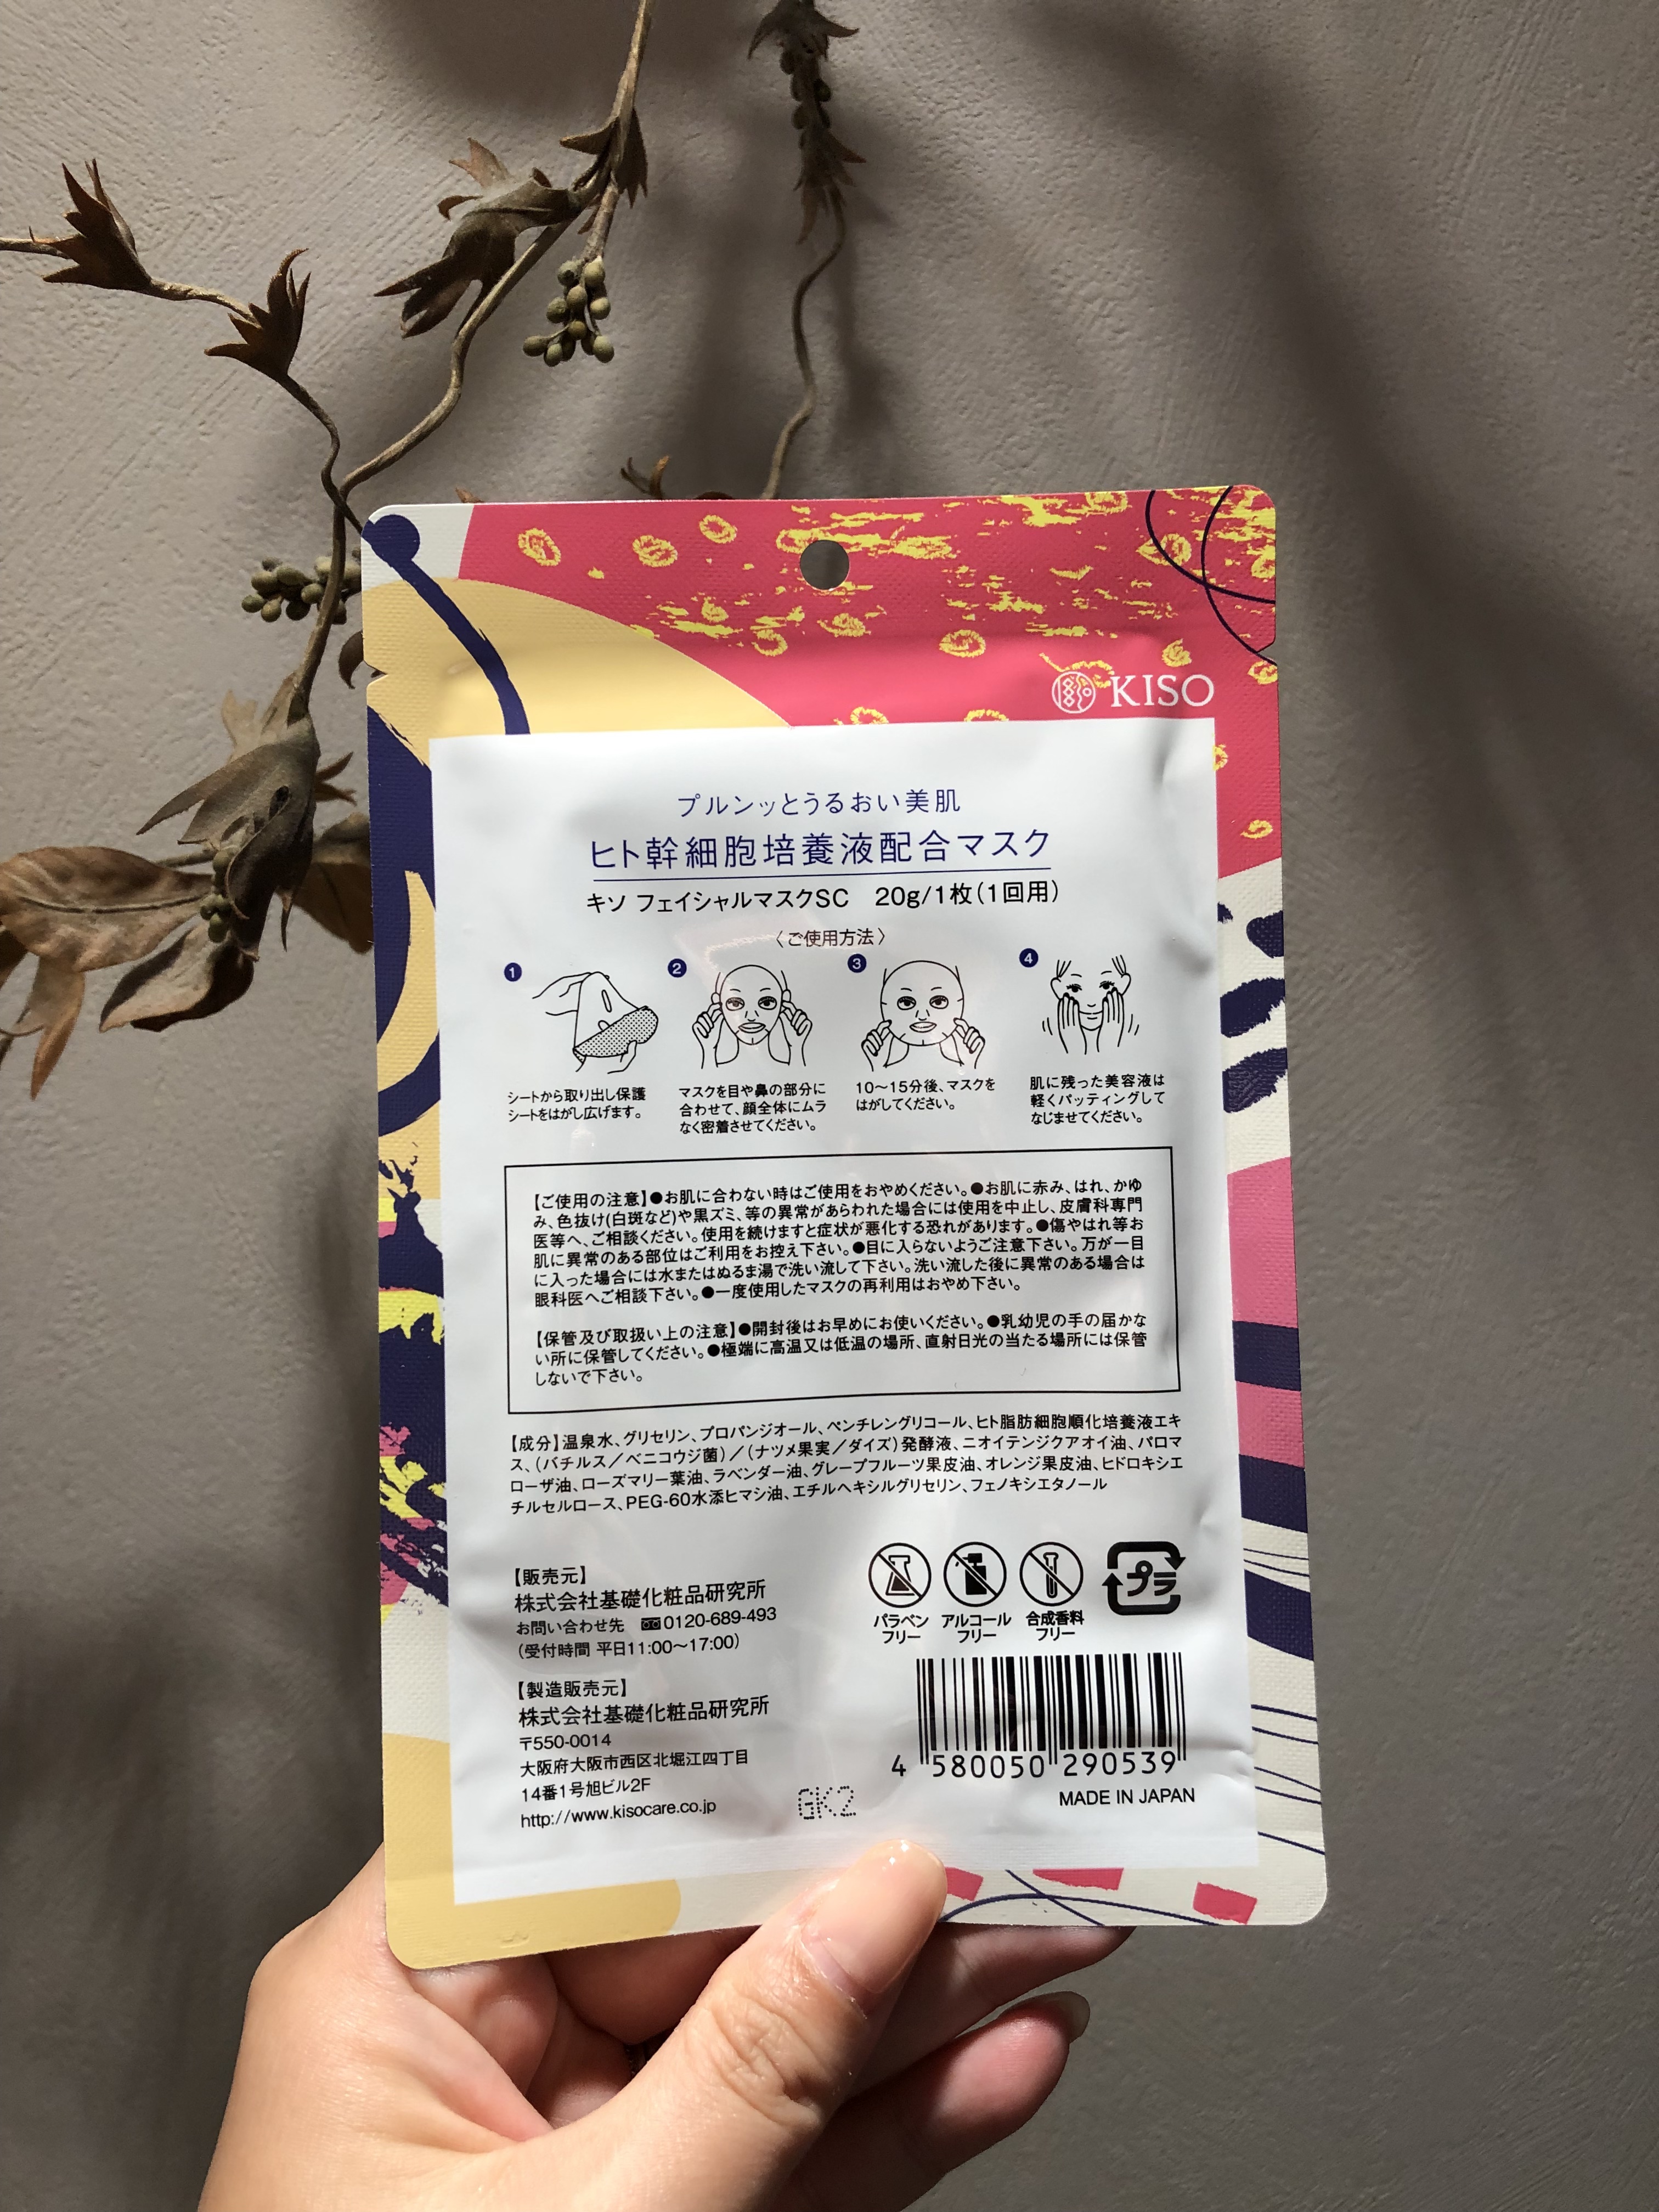 KISO
プルンッとうるおい美肌
ヒト幹細胞培養液配合マスク
キソ フェイシャルマスクSC 20g/1枚(1回用)
〈ご使用方法〉
1
シートから取り出し保護
シートをはがし広げます。
2
マスクを目や鼻の部分に
合わせて、顔全体にムラ
なく密着させてください。
3
10〜15分後、マスクを
はがしてください。
4
肌に残った美容液は
軽くパッティングして
なじませてください。
【ご使用の注意】●お肌に合わない時はご使用をおやめください。●お肌に赤み、はれ、かゆ
み、色抜け(白斑など)や黒ズミ、等の異常があらわれた場合には使用を中止し、皮膚科専門
医等へ、ご相談ください。使用を続けますと症状が悪化する恐れがあります。●傷やはれ等お
肌に異常のある部位はご利用をお控え下さい。●目に入らないようご注意下さい。万が一目
に入った場合には水またはぬるま湯で洗い流して下さい。洗い流した後に異常のある場合は
眼科医へご相談下さい。●一度使用したマスクの再利用はおやめ下さい。
【保管及び取扱い上の注意】●開封後はお早めにお使いください。●乳幼児の手の届かな
い所に保管してください。●極端に高温又は低温の場所、直射日光の当たる場所には保管
しないで下さい。
【成分】温泉水、グリセリン、プロパンジオール、ペンチレングリコール、ヒト脂肪細胞順化培養液エキ
ス、(バチルス／ベニコウジ菌)／(ナツメ果実／ダイズ)発酵液、ニオイテンジクアオイ油、パロマ
ローザ油、ローズマリー葉油、ラベンダー油、グレープフルーツ果皮油、オレンジ果皮油、ヒドロキシエ
チルセルロース、PEG-60水添ヒマシ油、エチルヘキシルグリセリン、フェノキシエタノール
【販売元】
株式会社基礎化粧品研究所
お問い合わせ先 0120-689-493
(受付時間 平日11:00〜17:00)
【製造販売元】
株式会社基礎化粧品研究所
〒550-0014
大阪府大阪市西区北堀江四丁目
14番1号旭ビル2F
http://www.kisocare.co.jp
パラベン
フリー
アルコール
フリー
合成香料
フリー
プラ
4 580050 290539
GK2
MADE IN JAPAN